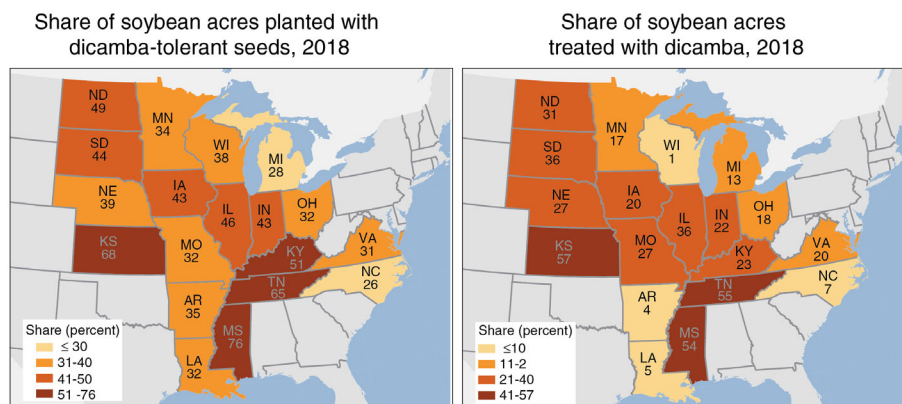 Share of soybean acres planted with
dicamba-tolerant seeds, 2018
ND
49
MN
34
SD
44
WI
38
MI
28
NE
39
IA
43
IL
46
IN
43
OH
32
KS
68
MO
32
KY
51
VA
31
TN
65
NC
26
AR
35
MS
76
LA
32
Share (percent)
≤ 30
31-40
41-50
51 -76
Share of soybean acres
treated with dicamba, 2018
ND
31
MN
17
SD
36
WI
1
MI
13
NE
27
IA
20
IL
36
IN
22
OH
18
KS
57
MO
27
KY
23
VA
20
TN
55
NC
7
AR
4
MS
54
LA
5
Share (percent)
≤10
11-2
21-40
41-57